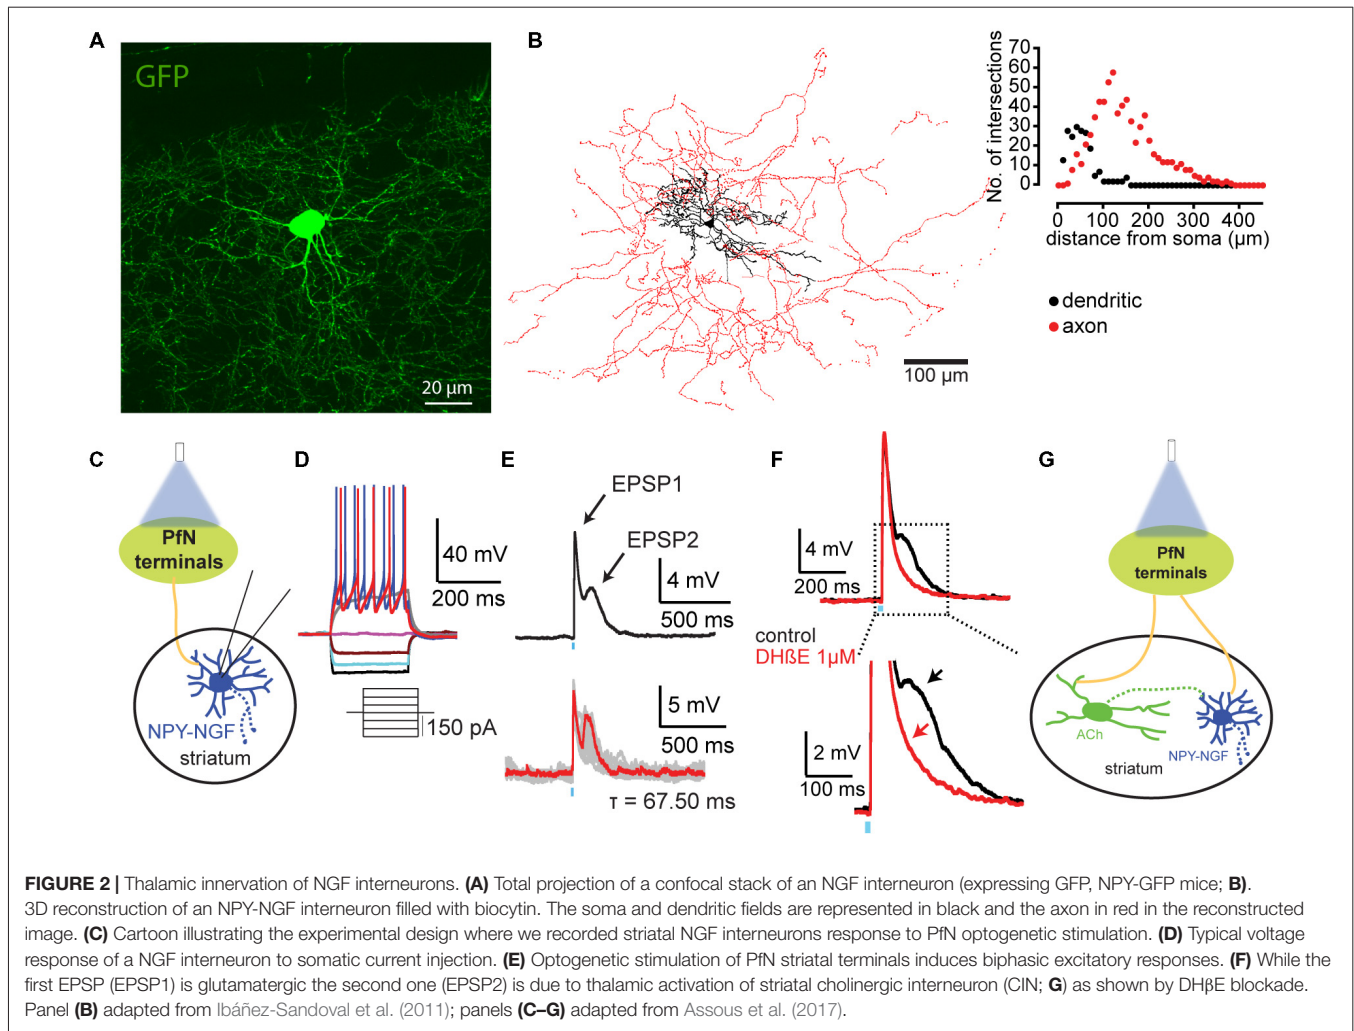 A
GFP
20 µm
B
100 µm
No. of intersections
70
60
50
40
30
20
10
0
0 100 200 300 400
distance from soma (µm)
dendritic
axon
C
PfN
terminals
NPY-NGF
striatum
D
40 mV
200 ms
150 pA
E
EPSP1
EPSP2
4 mV
500 ms
5 mV
500 ms
τ = 67.50 ms
F
4 mV
200 ms
control
DHßE 1µM
2 mV
100 ms
G
PfN
terminals
ACh
NPY-NGF
striatum
FIGURE 2 | Thalamic innervation of NGF interneurons. (A) Total projection of a confocal stack of an NGF interneuron (expressing GFP, NPY-GFP mice; B).
3D reconstruction of an NPY-NGF interneuron filled with biocytin. The soma and dendritic fields are represented in black and the axon in red in the reconstructed
image. (C) Cartoon illustrating the experimental design where we recorded striatal NGF interneurons response to PfN optogenetic stimulation. (D) Typical voltage
response of a NGF interneuron to somatic current injection. (E) Optogenetic stimulation of PfN striatal terminals induces biphasic excitatory responses. (F) While the
first EPSP (EPSP1) is glutamatergic the second one (EPSP2) is due to thalamic activation of striatal cholinergic interneuron (CIN; G) as shown by DHβE blockade.
Panel (B) adapted from Ibáñez-Sandoval et al. (2011); panels (C–G) adapted from Assous et al. (2017).